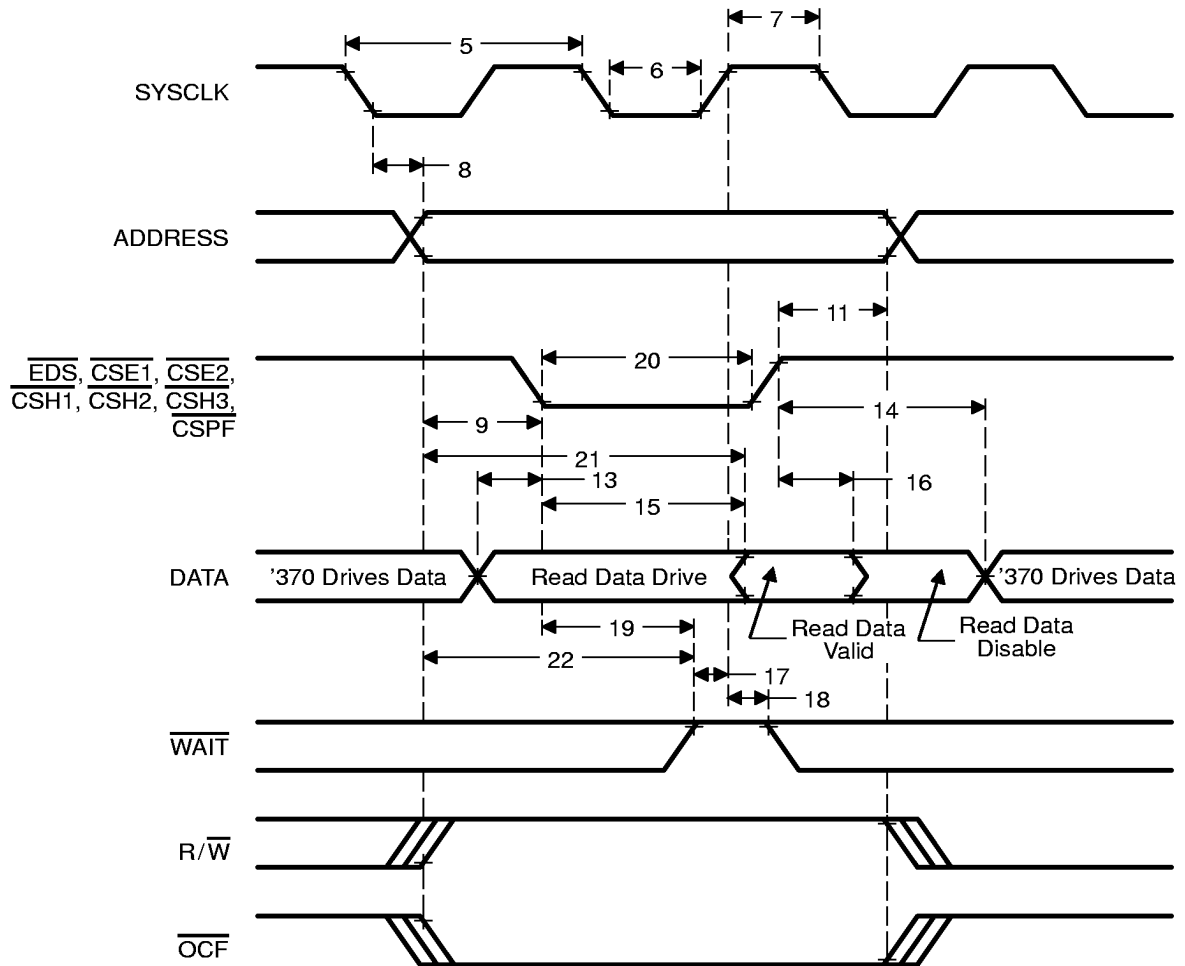 7
5
6
SYSCLK
8
ADDRESS
11
20
EDS, CSE1, CSE2,
CSH1, CSH2, CSH3,
CSPF
14
9
21
13
16
15
DATA
'370 Drives Data
Read Data Drive
'370 Drives Data
19
Read Data
Valid
Read Data
Disable
22
17
18
WAIT
R/W
OCF